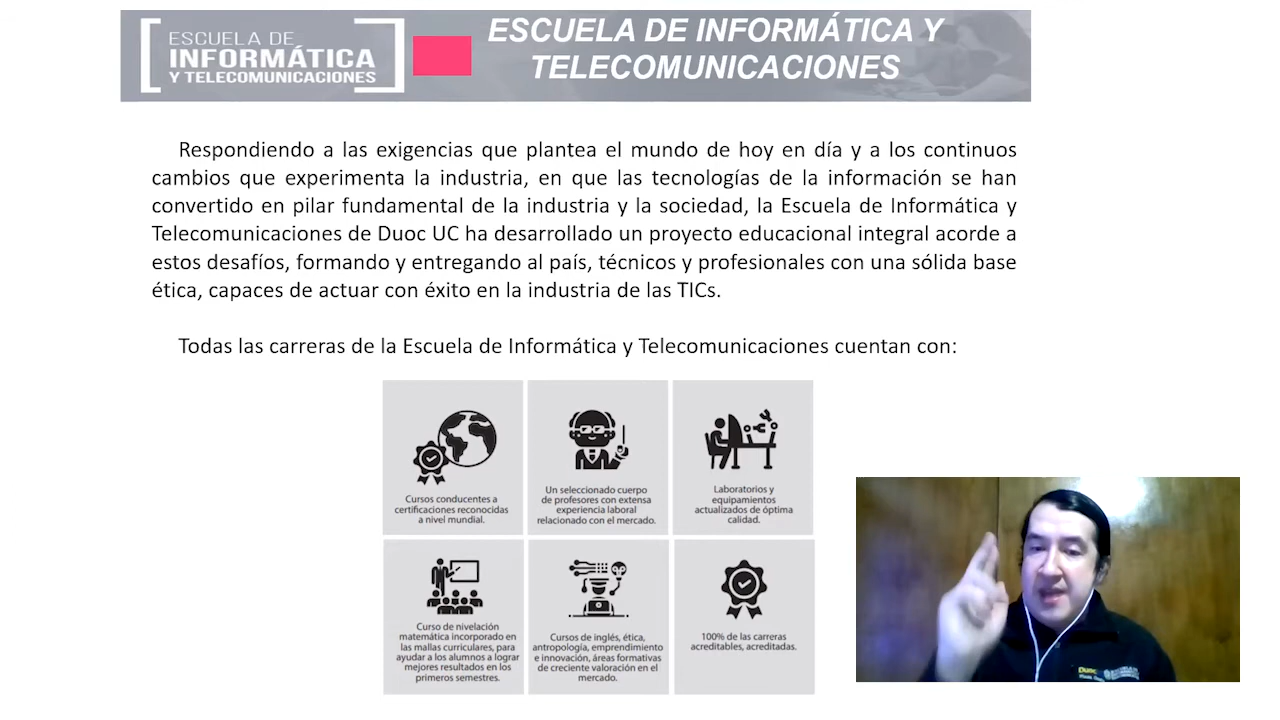 ESCUELA DE
INFORMÁTICA
Y TELECOMUNICACIONES
ESCUELA DE INFORMÁTICA Y
TELECOMUNICACIONES
Respondiendo a las exigencias que plantea el mundo de hoy en día y a los continuos
cambios que experimenta la industria, en que las tecnologías de la información se han
convertido en pilar fundamental de la industria y la sociedad, la Escuela de Informática y
Telecomunicaciones de Duoc UC ha desarrollado un proyecto educacional integral acorde a
estos desafíos, formando y entregando al país, técnicos y profesionales con una sólida base
ética, capaces de actuar con éxito en la industria de las TICs.
Todas las carreras de la Escuela de Informática y Telecomunicaciones cuentan con:
Cursos conducentes a
certificaciones reconocidas
a nivel mundial.
Un seleccionado cuerpo
de profesores con extensa
experiencia laboral
relacionado con el mercado.
Laboratorios y
equipamientos
actualizados de óptima
calidad.
Curso de nivelación
matemática incorporado en
las mallas curriculares, para
ayudar a los alumnos a lograr
mejores resultados en los
primeros semestres.
Cursos de inglés, ética,
antropología, emprendimiento
e innovación, áreas formativas
de creciente valoración en el
mercado.
100% de las carreras
acreditables, acreditadas.
Duoc